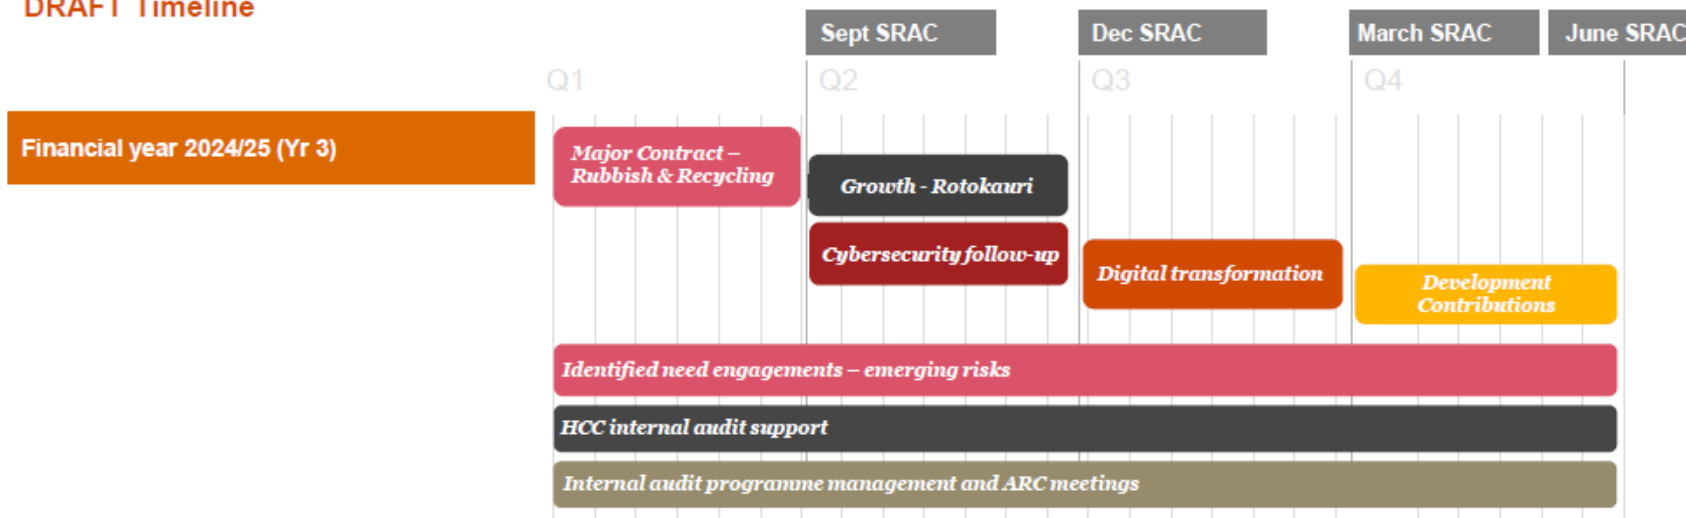 DRAFT Timeline
Sept SRAC
Dec SRAC
March SRAC
June SRAC
Q1
Q2
Q3
Q4
Financial year 2024/25 (Yr 3)
Major Contract –
Rubbish & Recycling
Growth - Rotokauri
Cybersecurity follow-up
Digital transformation
Development
Contributions
Identified need engagements – emerging risks
HCC internal audit support
Internal audit programme management and ARC meetings